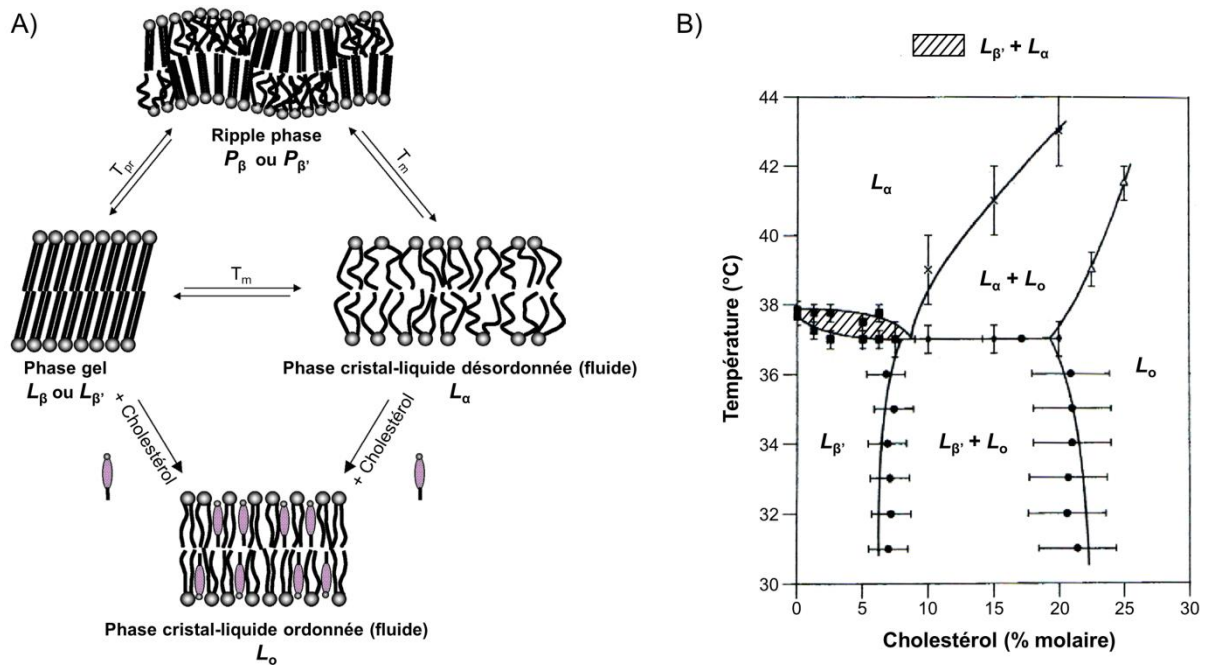 A)
Ripple phase
Pβ ou Pβ'
Tpr
Tm
Tm
Phase gel
Lβ ou Lβ'
Phase cristal-liquide désordonnée (fluide)
Lα
+ Cholestérol
+ Cholestérol
Phase cristal-liquide ordonnée (fluide)
Lo
B)
Lβ' + Lα
Température (°C)
44
42
40
38
36
34
32
30
Lα
Lα + Lo
Lo
Lβ'
Lβ' + Lo
0
5
10
15
20
25
30
Cholestérol (% molaire)